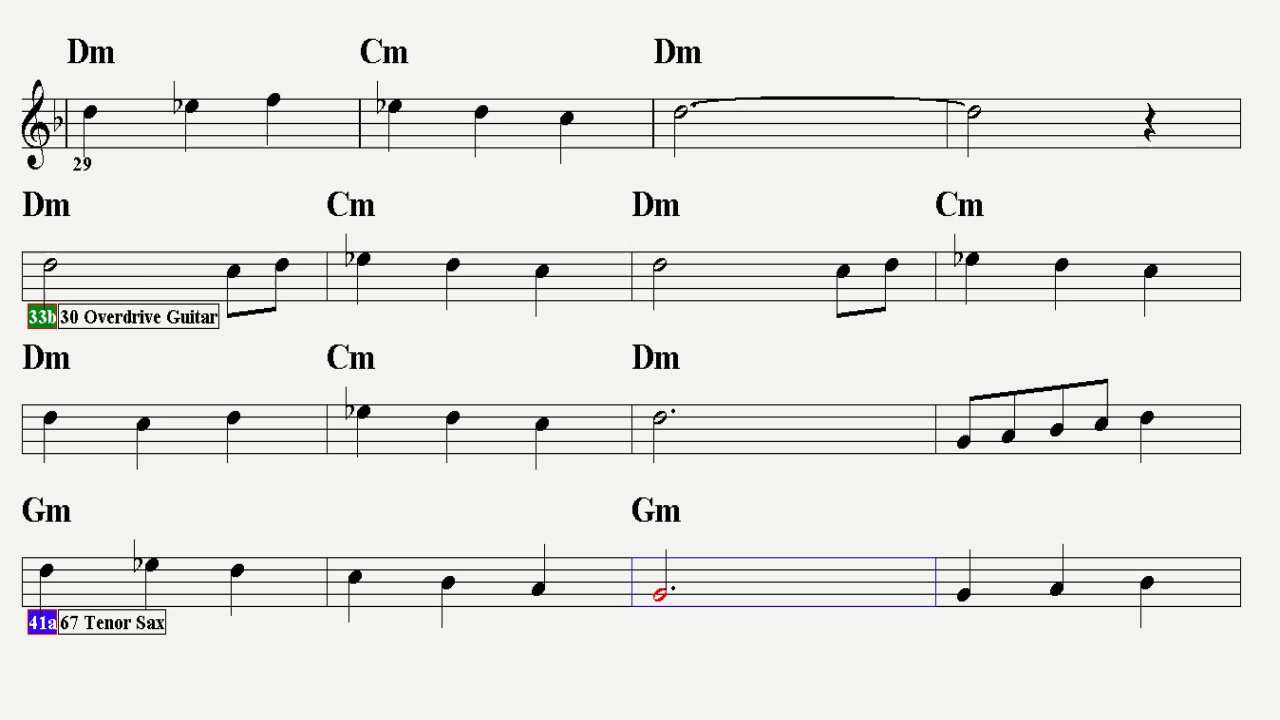 Dm Cm Dm
29
Dm Cm Dm Cm
33b 30 Overdrive Guitar
Dm Cm Dm
Gm Gm
41a 67 Tenor Sax